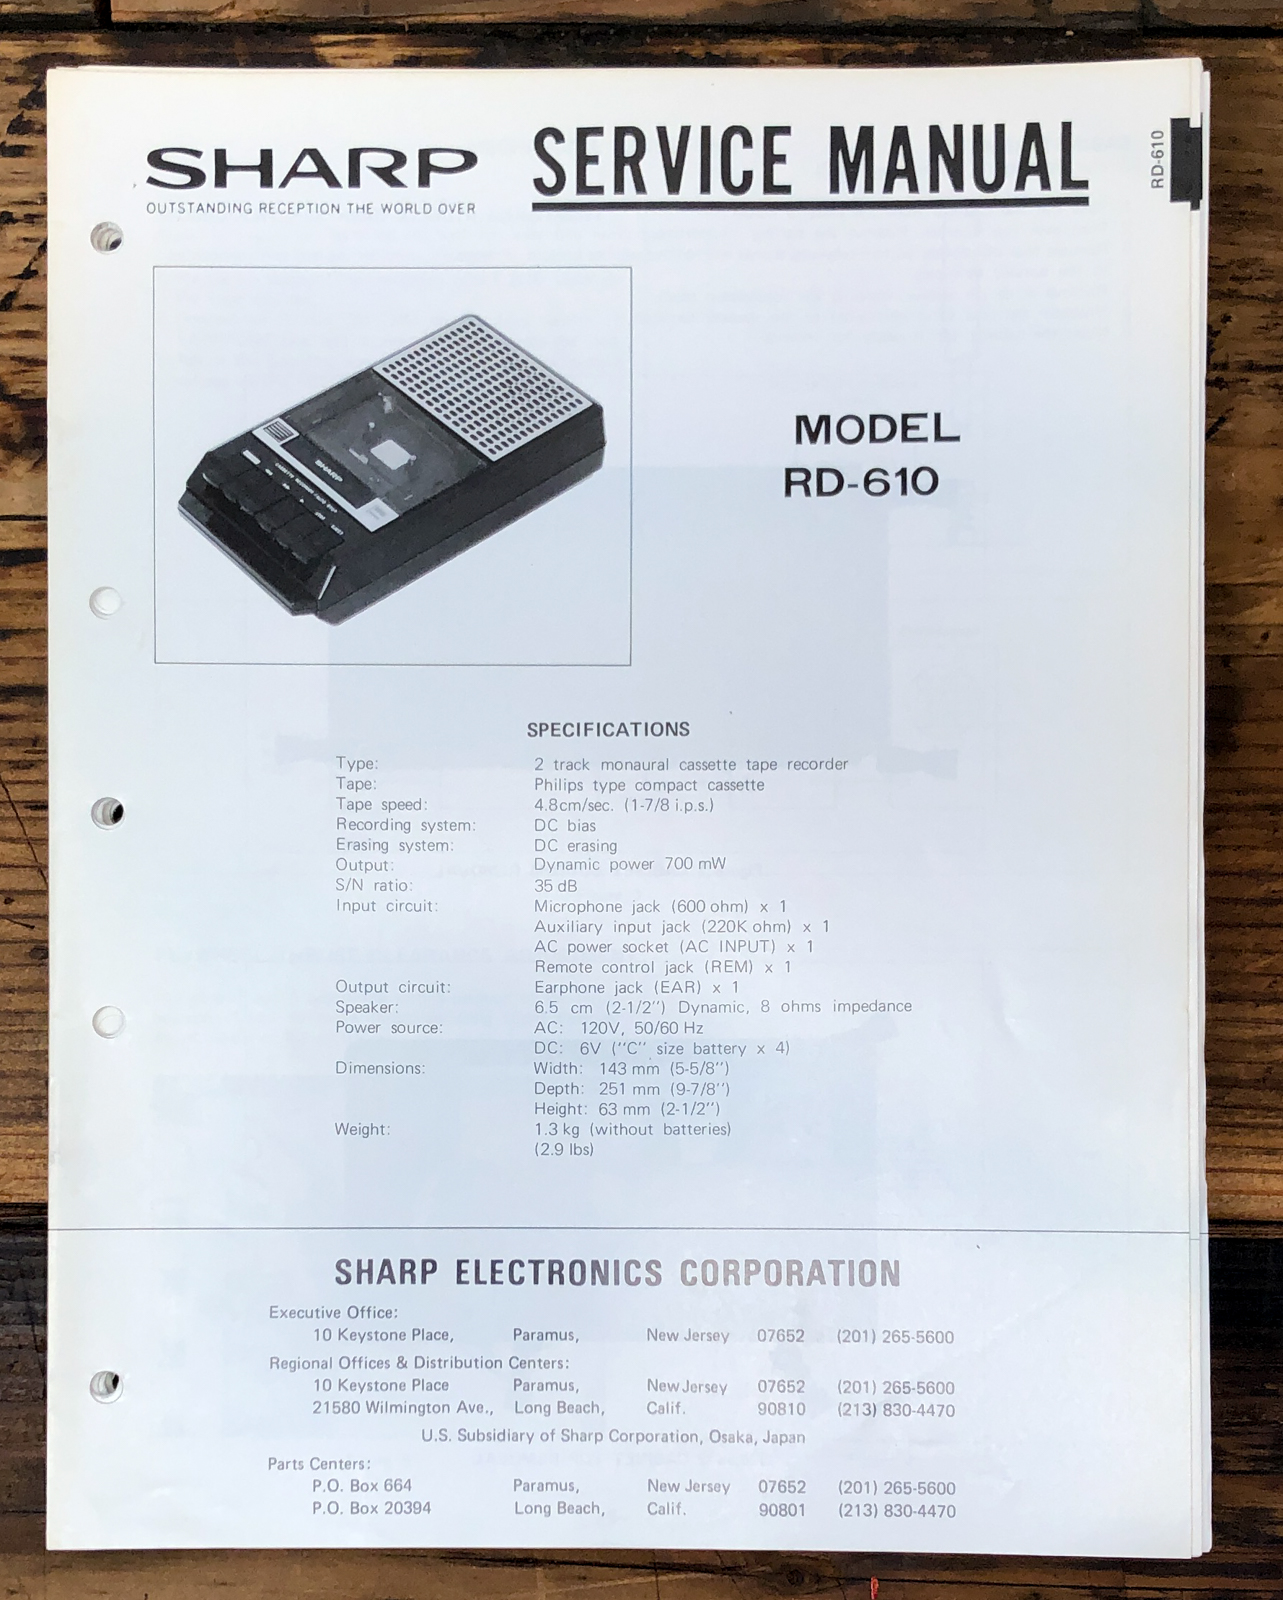 SHARP SERVICE MANUAL
OUTSTANDING RECEPTION THE WORLD OVER
RD-610
SHARP
MODEL
RD-610
SPECIFICATIONS
Type: 2 track monaural cassette tape recorder
Tape: Philips type compact cassette
Tape speed: 4.8cm/sec. (1-7/8 i.p.s.)
Recording system: DC bias
Erasing system: DC erasing
Output: Dynamic power 700 mW
S/N ratio: 35 dB
Input circuit: Microphone jack (600 ohm) x 1
Auxiliary input jack (220K ohm) x 1
AC power socket (AC INPUT) x 1
Remote control jack (REM) x 1
Output circuit: Earphone jack (EAR) x 1
Speaker: 6.5 cm (2-1/2'') Dynamic, 8 ohms impedance
Power source: AC: 120V, 50/60 Hz
DC: 6V (''C'' size battery x 4)
Dimensions: Width: 143 mm (5-5/8'')
Depth: 251 mm (9-7/8'')
Height: 63 mm (2-1/2'')
Weight: 1.3 kg (without batteries)
(2.9 lbs)
SHARP ELECTRONICS CORPORATION
Executive Office:
10 Keystone Place, Paramus, New Jersey 07652 (201) 265-5600
Regional Offices & Distribution Centers:
10 Keystone Place Paramus, New Jersey 07652 (201) 265-5600
21580 Wilmington Ave., Long Beach, Calif. 90810 (213) 830-4470
U.S. Subsidiary of Sharp Corporation, Osaka, Japan
Parts Centers:
P.O. Box 664 Paramus, New Jersey 07652 (201) 265-5600
P.O. Box 20394 Long Beach, Calif. 90801 (213) 830-4470